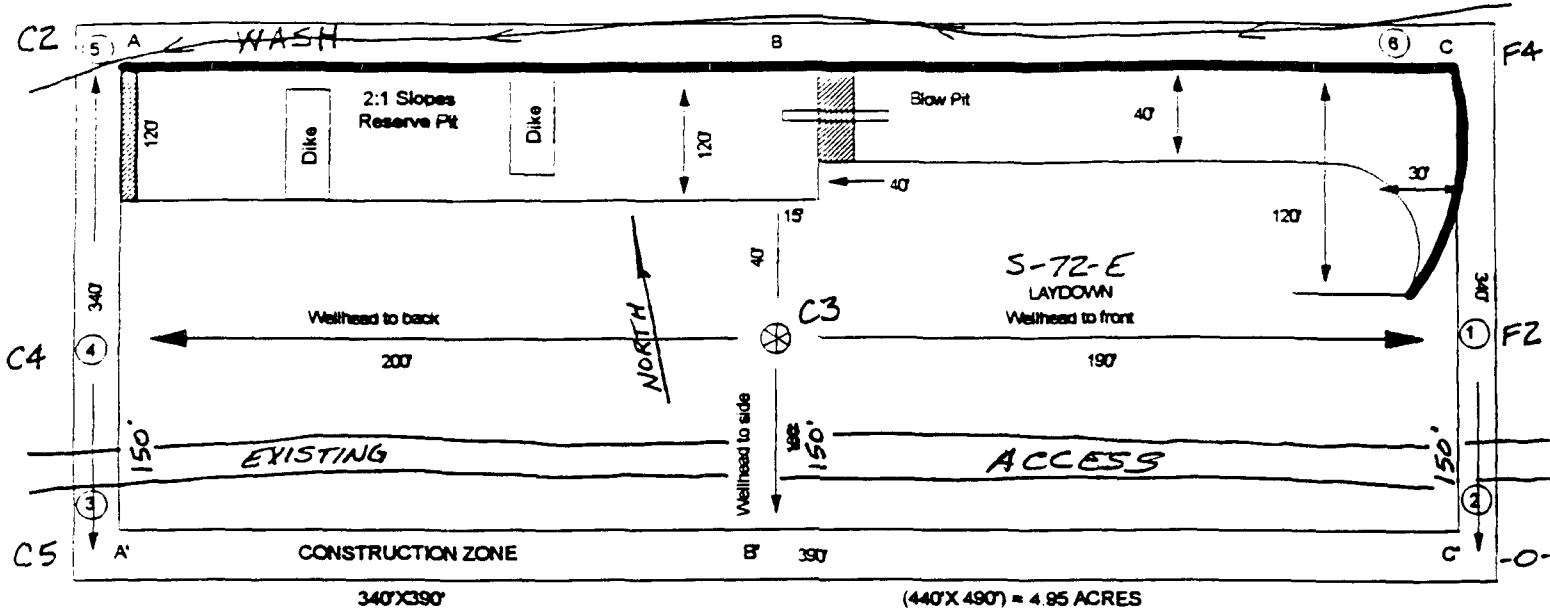 C2 5 A WASH B 6 C F4
2:1 Slopes
Reserve Pit
Blow Pit
120'
Dike
Dike
120'
40'
40'
30'
120'
15'
40'
S-72-E
LAYDOWN
340'
340'
Wellhead to back
C3
Wellhead to front
C4 4 200' NORTH 190' 1 F2
Wellhead to side
150' 150' 150'
EXISTING ACCESS
3 2
C5 A' CONSTRUCTION ZONE B' 390' C' -0-
340'X390' (440'X 490') = 4.95 ACRES